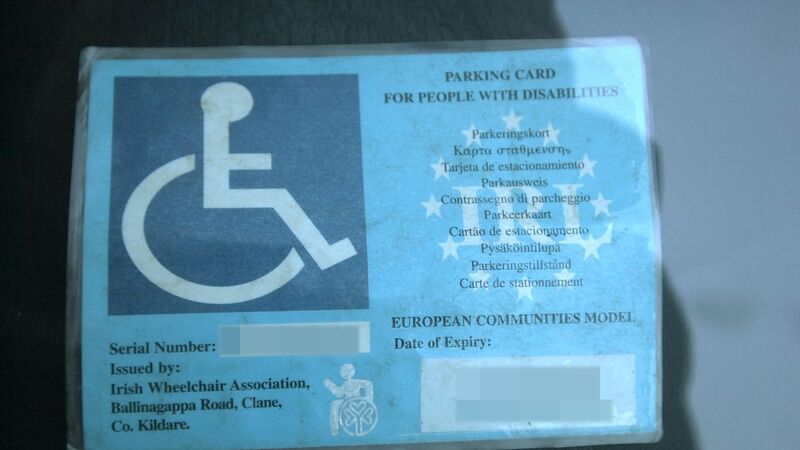 PARKING CARD
FOR PEOPLE WITH DISABILITIES
Parkeringskort
Καρτα σταθμενσης
Tarjeta de estacionamiento
Parkausweis
Contrassegno di parcheggio
Parkeerkaart
Cartão de estacionamento
Pysäköintilupa
Parkeringstillstånd
Carte de stationnement
IRL
EUROPEAN COMMUNITIES MODEL
Date of Expiry:
Serial Number:
Issued by:
Irish Wheelchair Association,
Ballinagappa Road, Clane,
Co. Kildare.